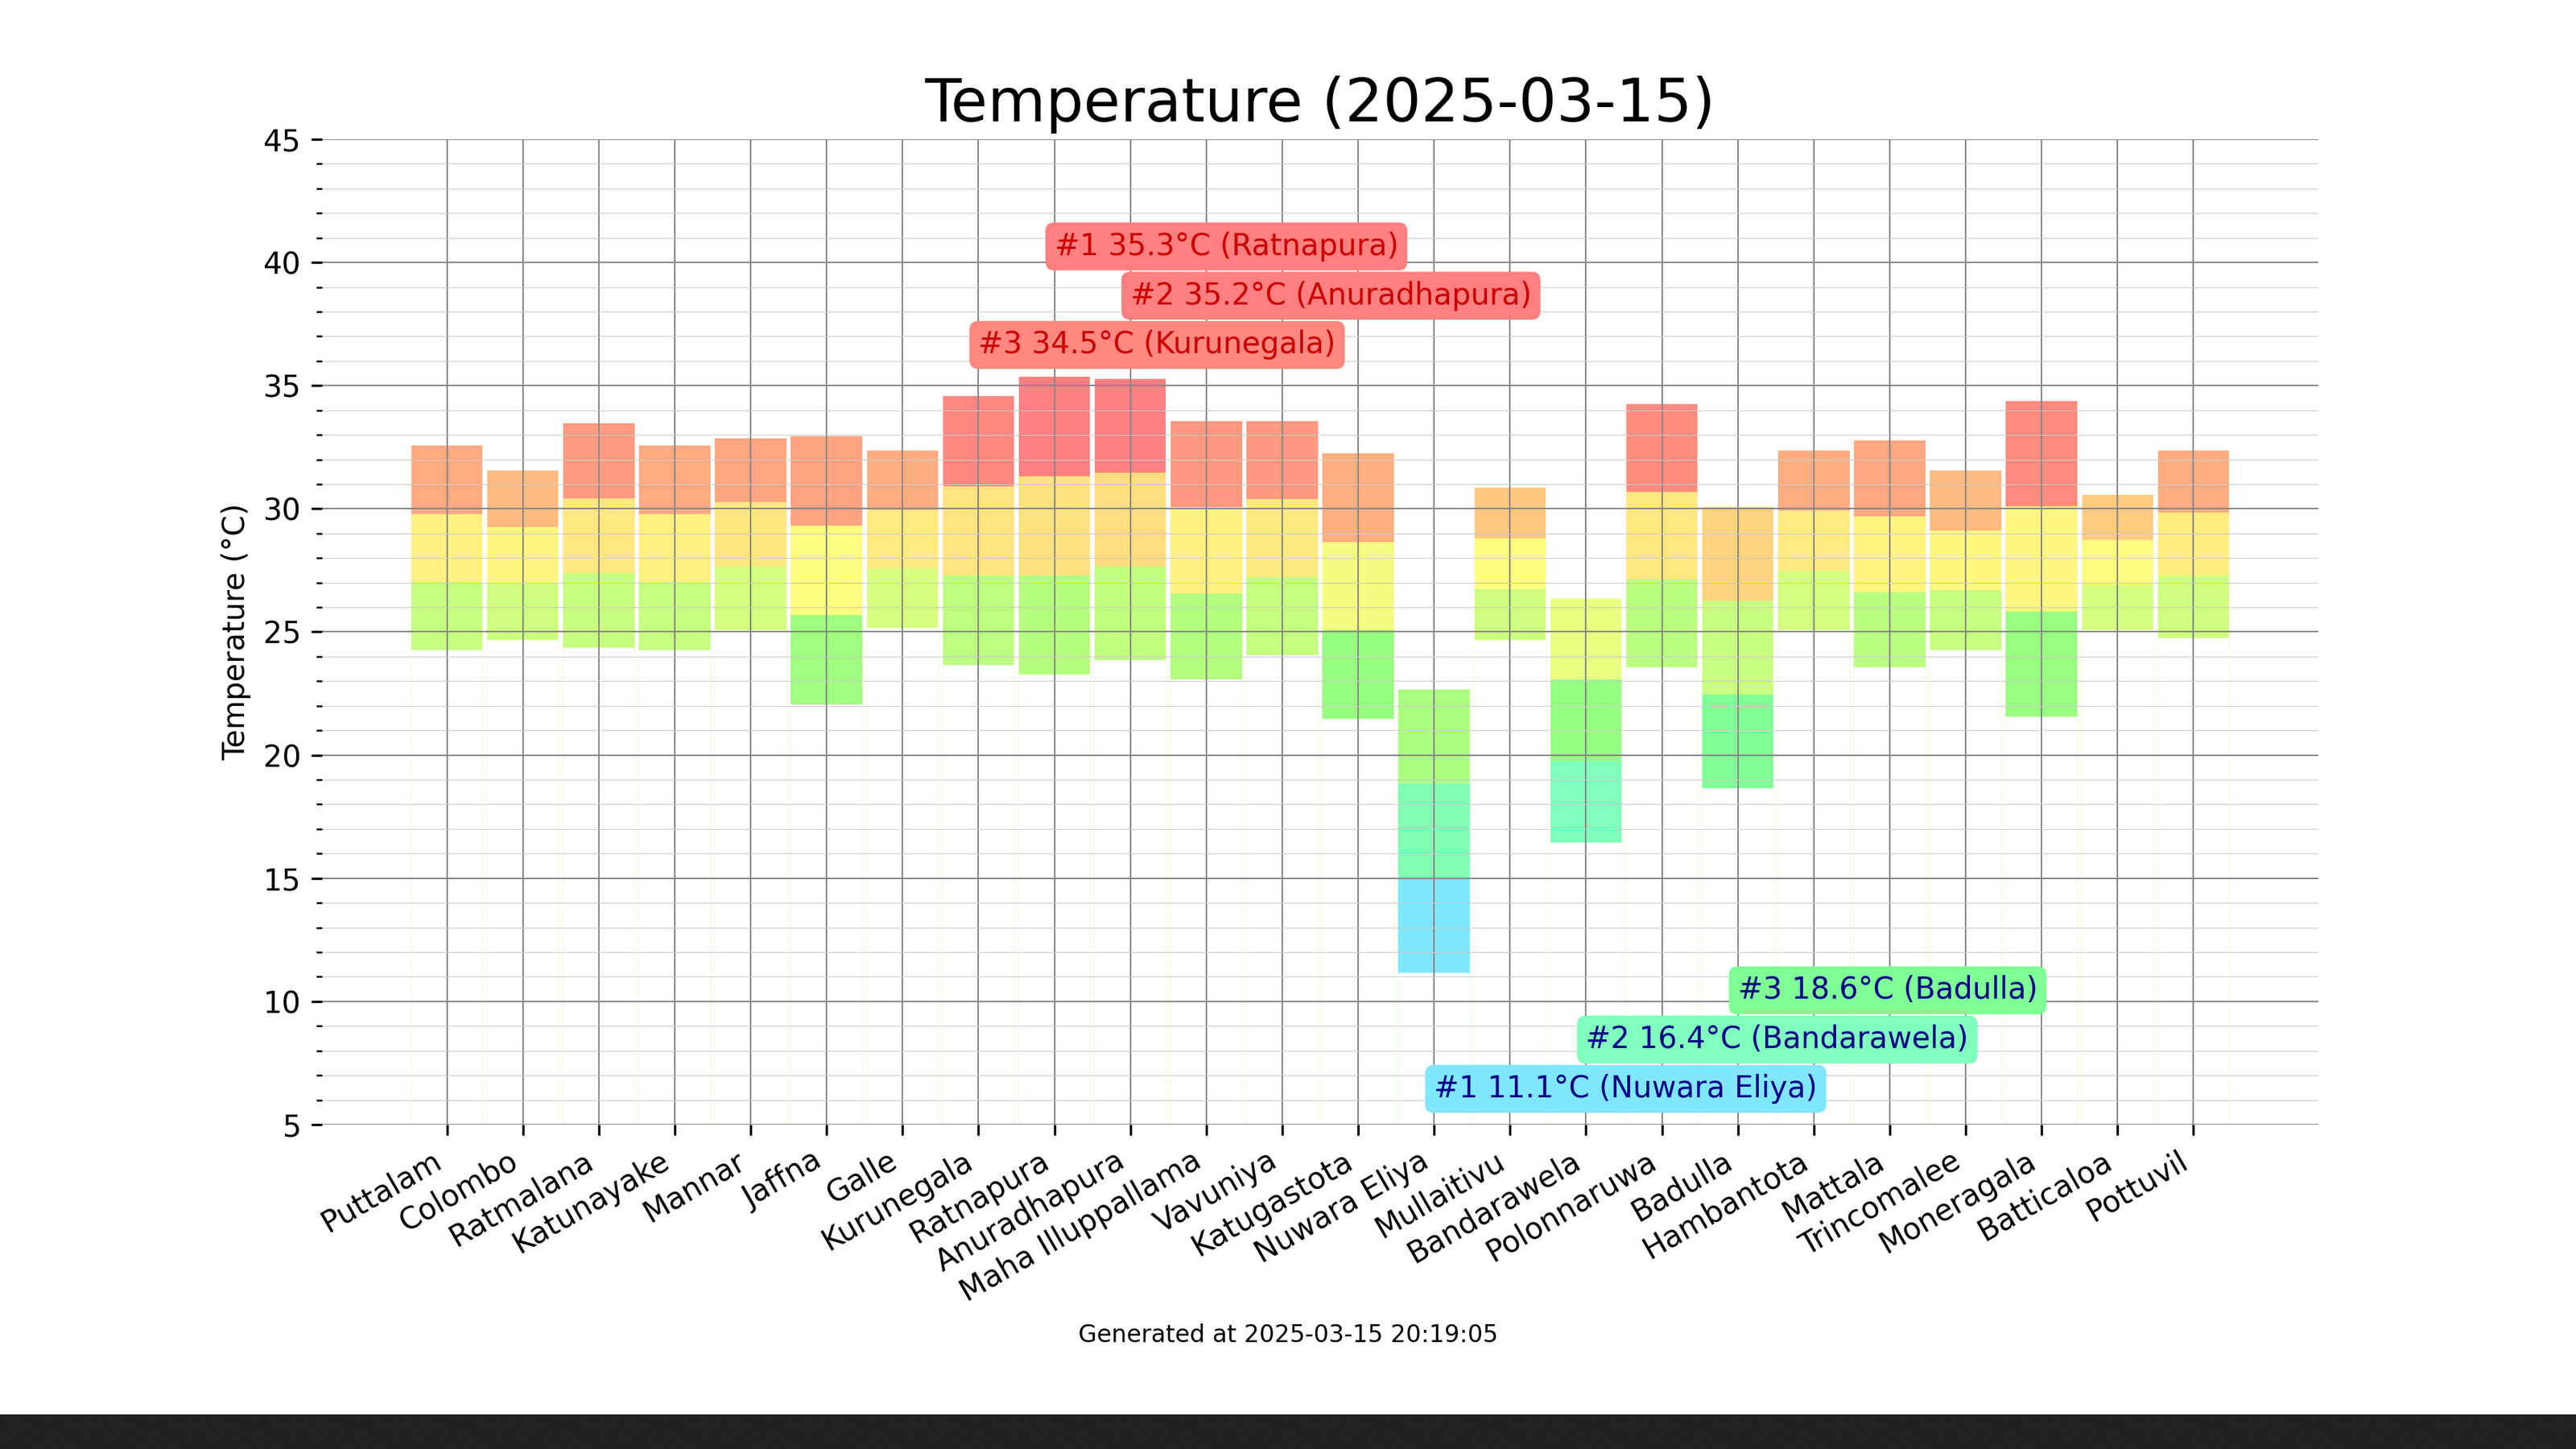 Temperature (2025-03-15)
45
40
35
30
25
20
15
10
5
Temperature (°C)
#1 35.3°C (Ratnapura)
#2 35.2°C (Anuradhapura)
#3 34.5°C (Kurunegala)
#3 18.6°C (Badulla)
#2 16.4°C (Bandarawela)
#1 11.1°C (Nuwara Eliya)
Puttalam
Colombo
Ratmalana
Katunayake
Mannar
Jaffna
Galle
Kurunegala
Ratnapura
Anuradhapura
Maha Illuppallama
Vavuniya
Katugastota
Nuwara Eliya
Mullaitivu
Bandarawela
Polonnaruwa
Badulla
Hambantota
Mattala
Trincomalee
Moneragala
Batticaloa
Pottuvil
Generated at 2025-03-15 20:19:05